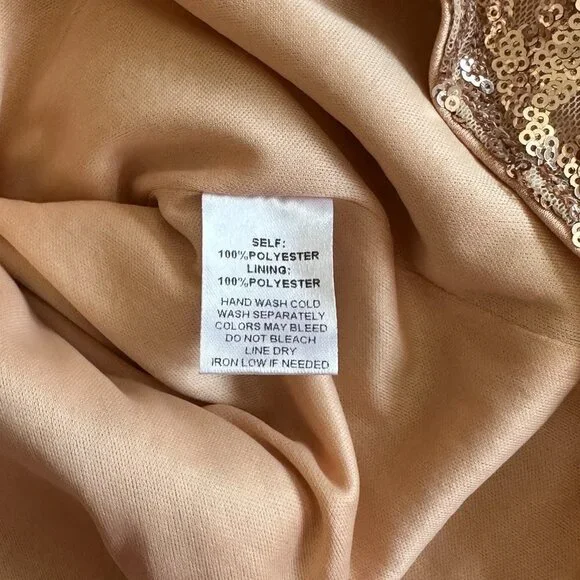 SELF:
100%POLYESTER
LINING:
100%POLYESTER
HAND WASH COLD
WASH SEPARATELY
COLORS MAY BLEED
DO NOT BLEACH
LINE DRY
IRON LOW IF NEEDED